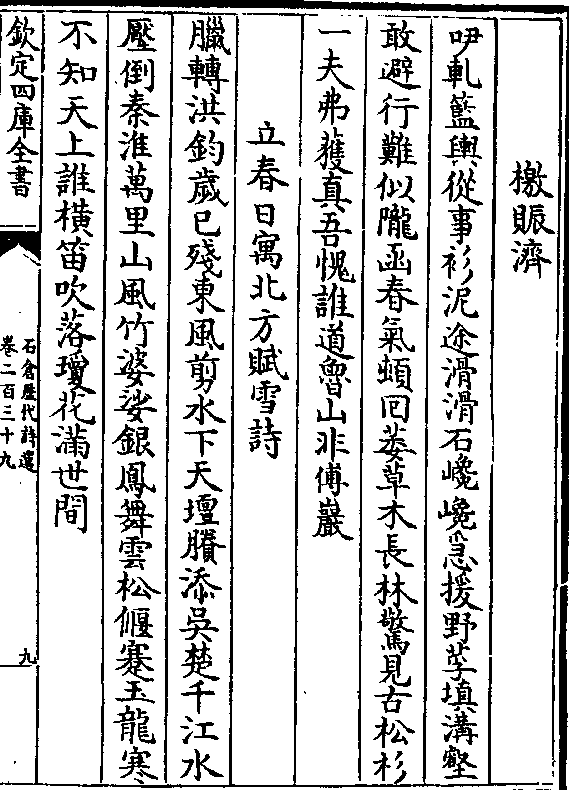 檄賑濟
咿軋籃輿從事衫泥途滑滑石巉巉急援野莩填溝壑
敢避行難似隴函春氣頓回萎草木長林驚見古松杉
一夫弗蒦真吾愧誰道魯山非傅巖
立春日寓北方賦雪詩
臘轉洪鈞歲已殘東風剪水下天壇賸添吳楚千江水
壓倒秦淮萬里山風竹婆娑銀鳳舞雲松偃蹇玉龍寒
不知天上誰橫笛吹落瓊花滿世間
欽定四庫全書
石倉歷代詩選
卷二百三十九
九